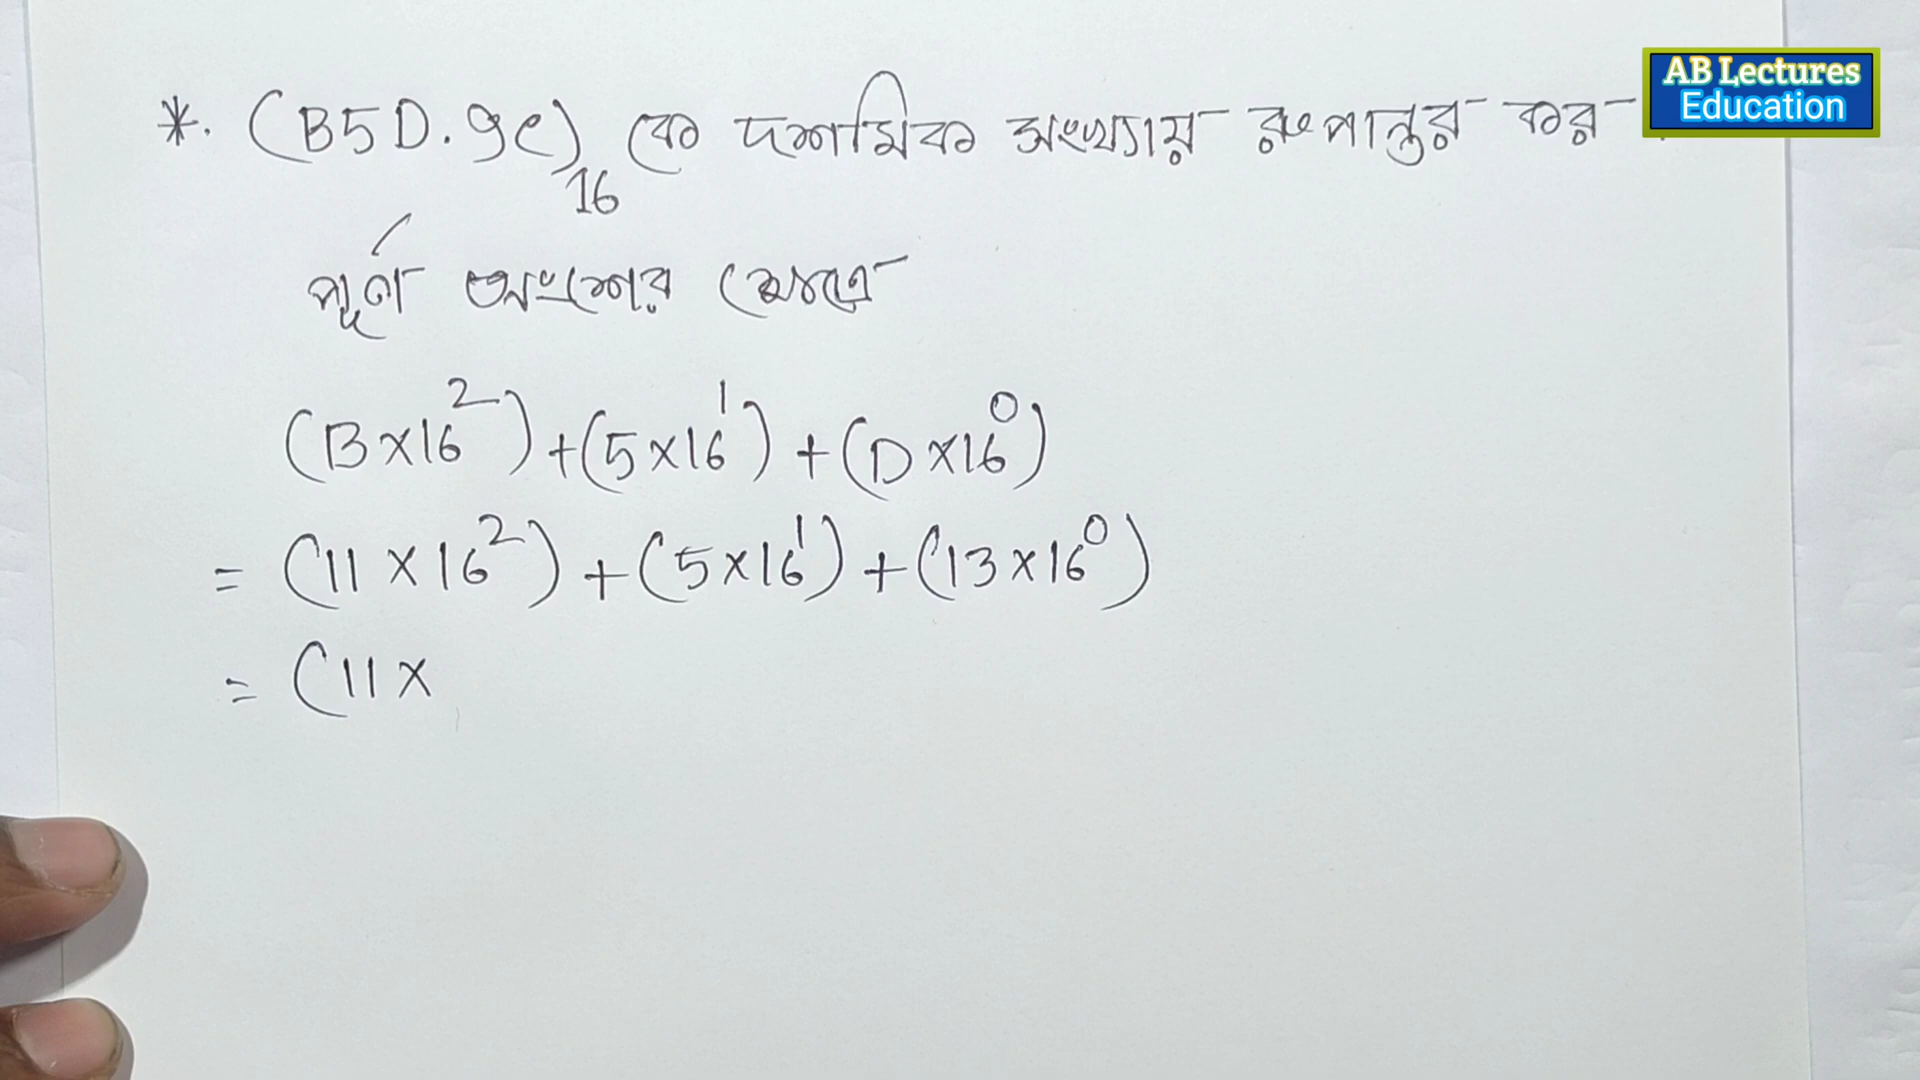 AB Lectures
Education
*. (B5D.9C)₁₆ কে দশমিক সংখ্যায় রূপান্তর কর
পূর্ণ অংশের ক্ষেত্রে
(B×16²)+(5×16¹)+(D×16⁰)
= (11×16²)+(5×16¹)+(13×16⁰)
= (11×